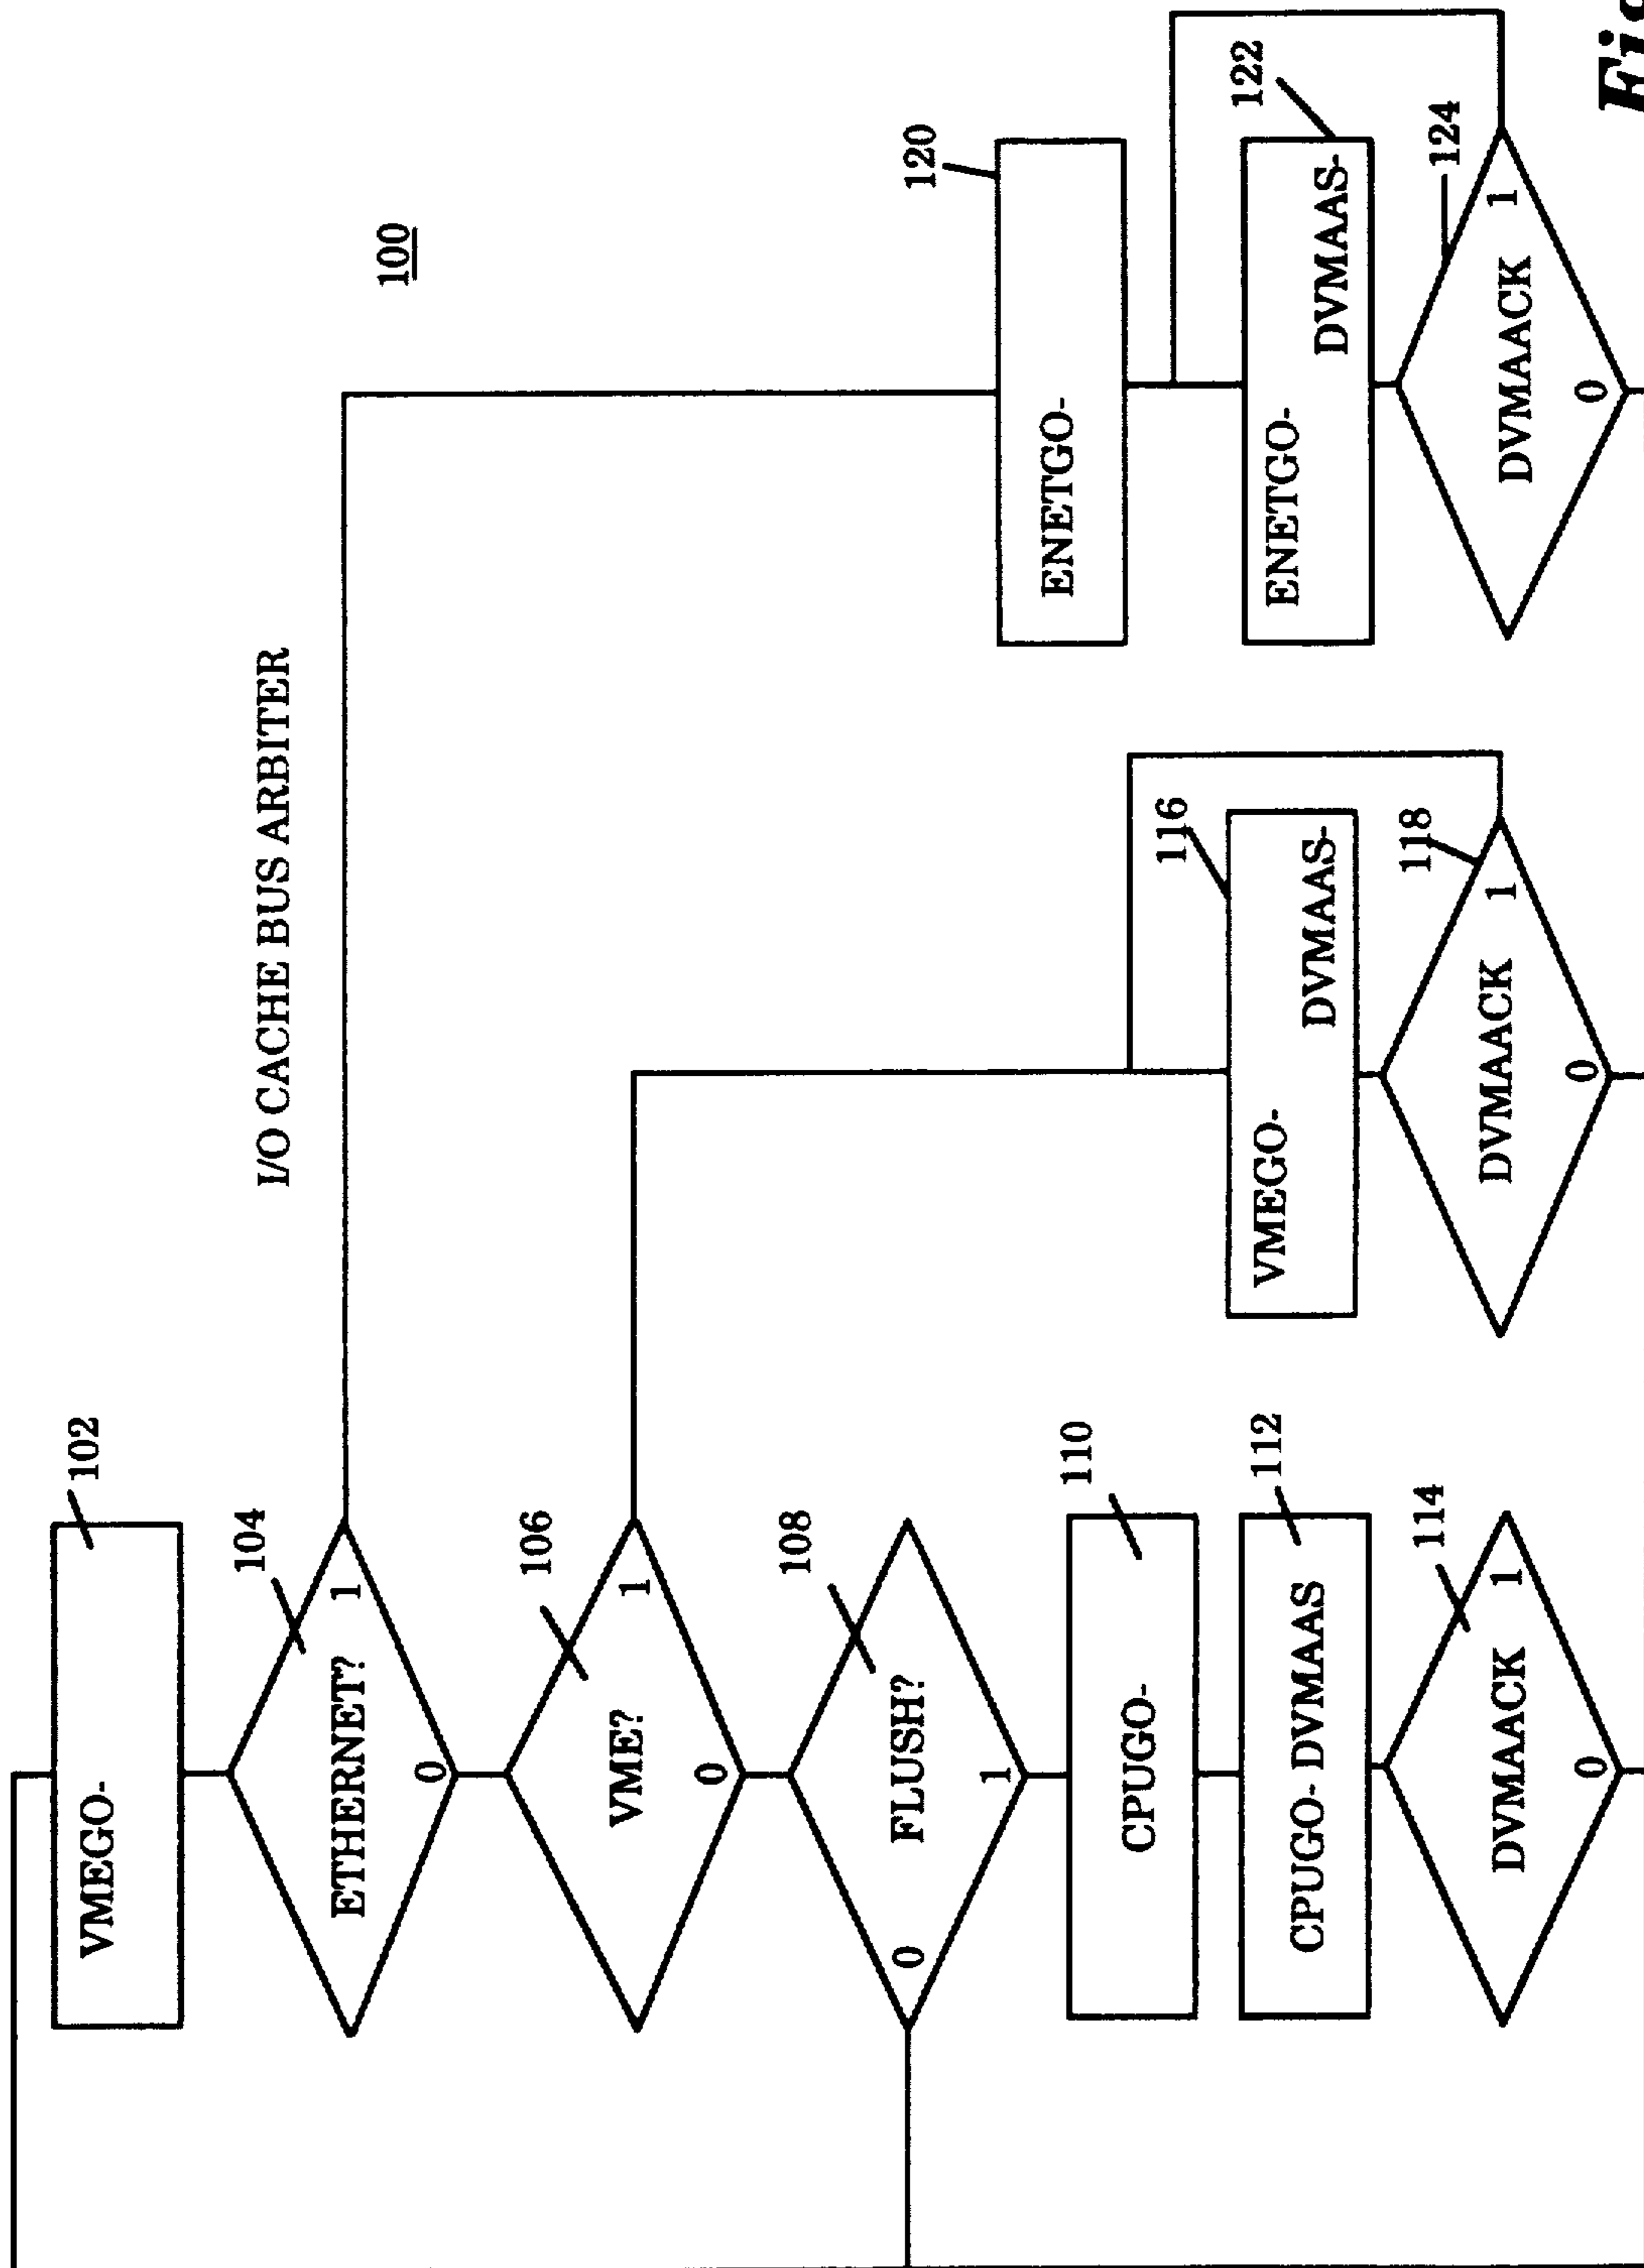 I/O CACHE BUS ARBITER
100
VMEGO-
102
ETHERNET?
1
0
104
VME?
1
0
106
FLUSH?
0
1
108
CPUGO-
110
CPUGO- DVMAAS
112
DVMAACK
1
0
114
VMEGO-
DVMAAS-
116
DVMAACK
1
0
118
ENETGO-
120
ENETGO-
DVMAAS-
122
DVMAACK
1
0
124